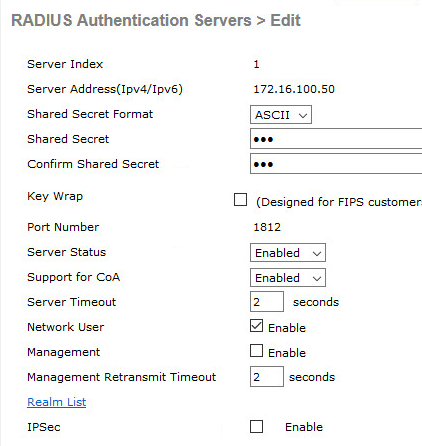 RADIUS Authentication Servers > Edit
Server Index 1
Server Address(Ipv4/Ipv6) 172.16.100.50
Shared Secret Format ASCII
Shared Secret •••
Confirm Shared Secret •••
Key Wrap (Designed for FIPS customer
Port Number 1812
Server Status Enabled
Support for CoA Enabled
Server Timeout 2 seconds
Network User Enable
Management Enable
Management Retransmit Timeout 2 seconds
Realm List
IPSec Enable